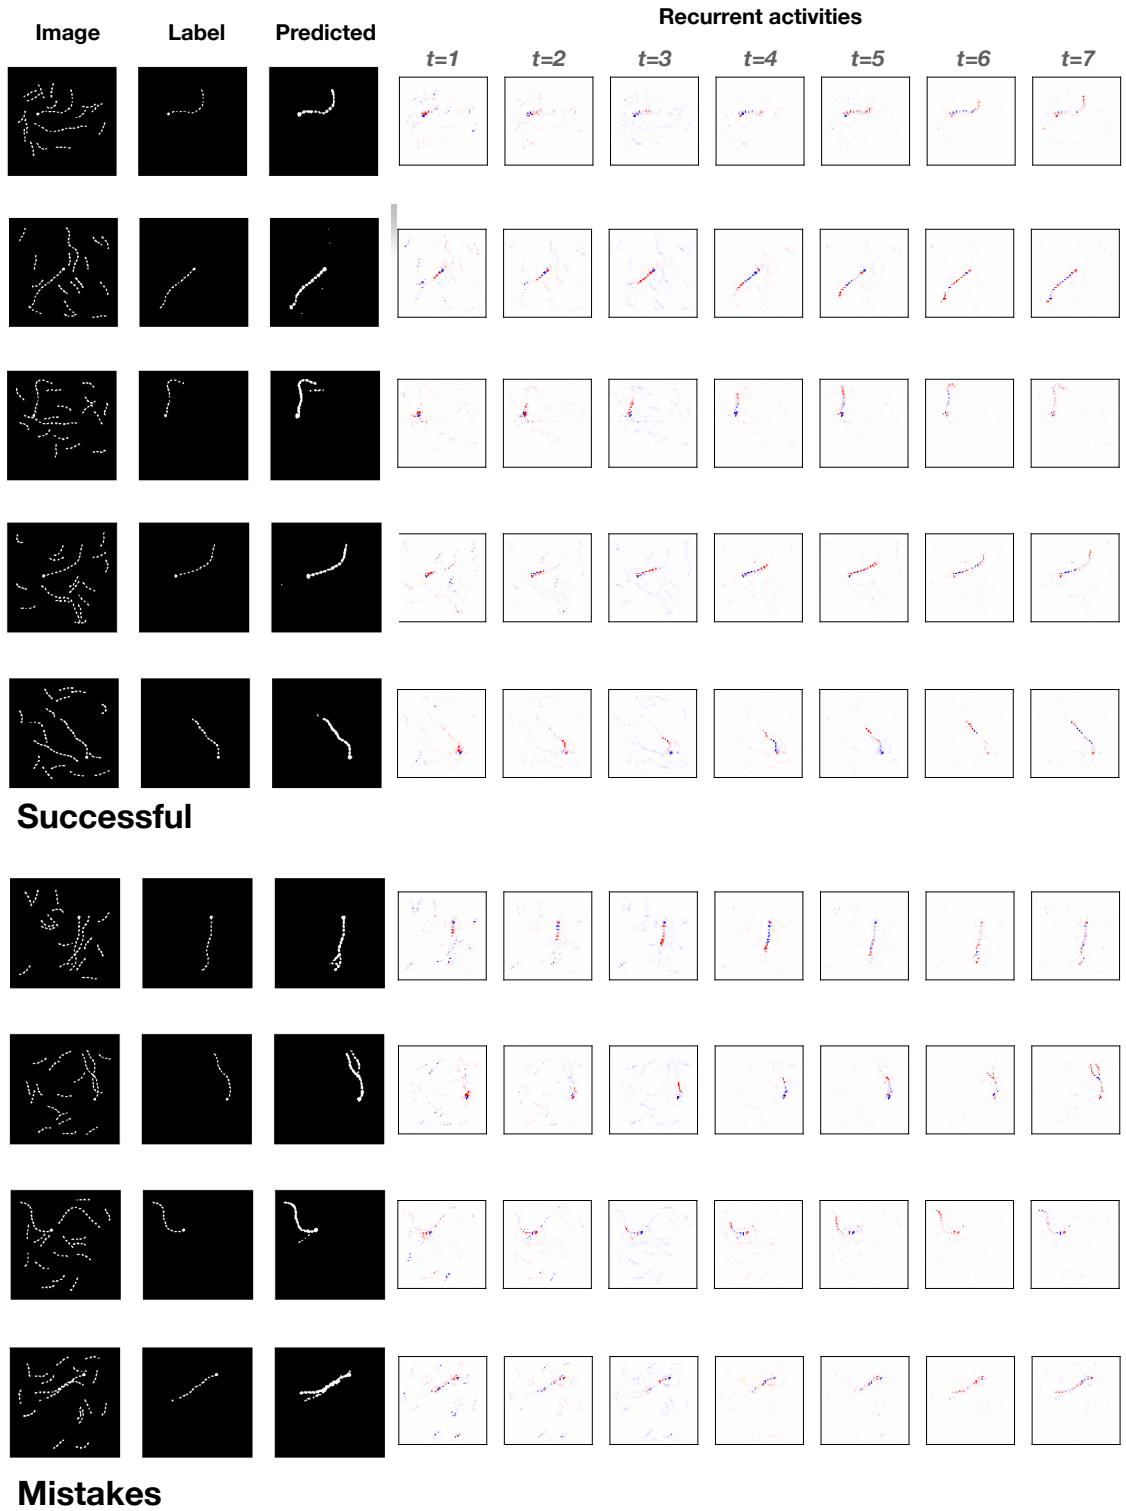 Recurrent activities
Image Label Predicted
t=1 t=2 t=3 t=4 t=5 t=6 t=7
Successful
Mistakes